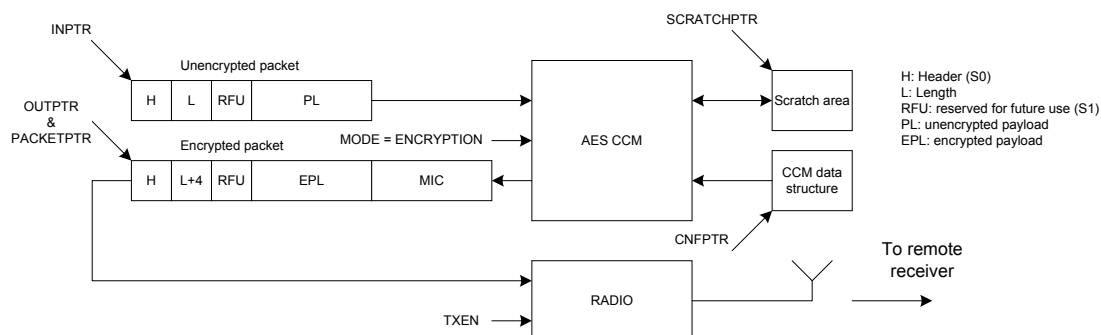 SCRATCHPTR
INPTR
Unencrypted packet
H
L
RFU
PL
OUTPTR
&
PACKETPTR
MODE = ENCRYPTION
AES CCM
Scratch area
H: Header (S0)
L: Length
RFU: reserved for future use (S1)
PL: unencrypted payload
EPL: encrypted payload
Encrypted packet
H
L+4
RFU
EPL
MIC
CCM data
structure
CNFPTR
To remote
receiver
RADIO
TXEN